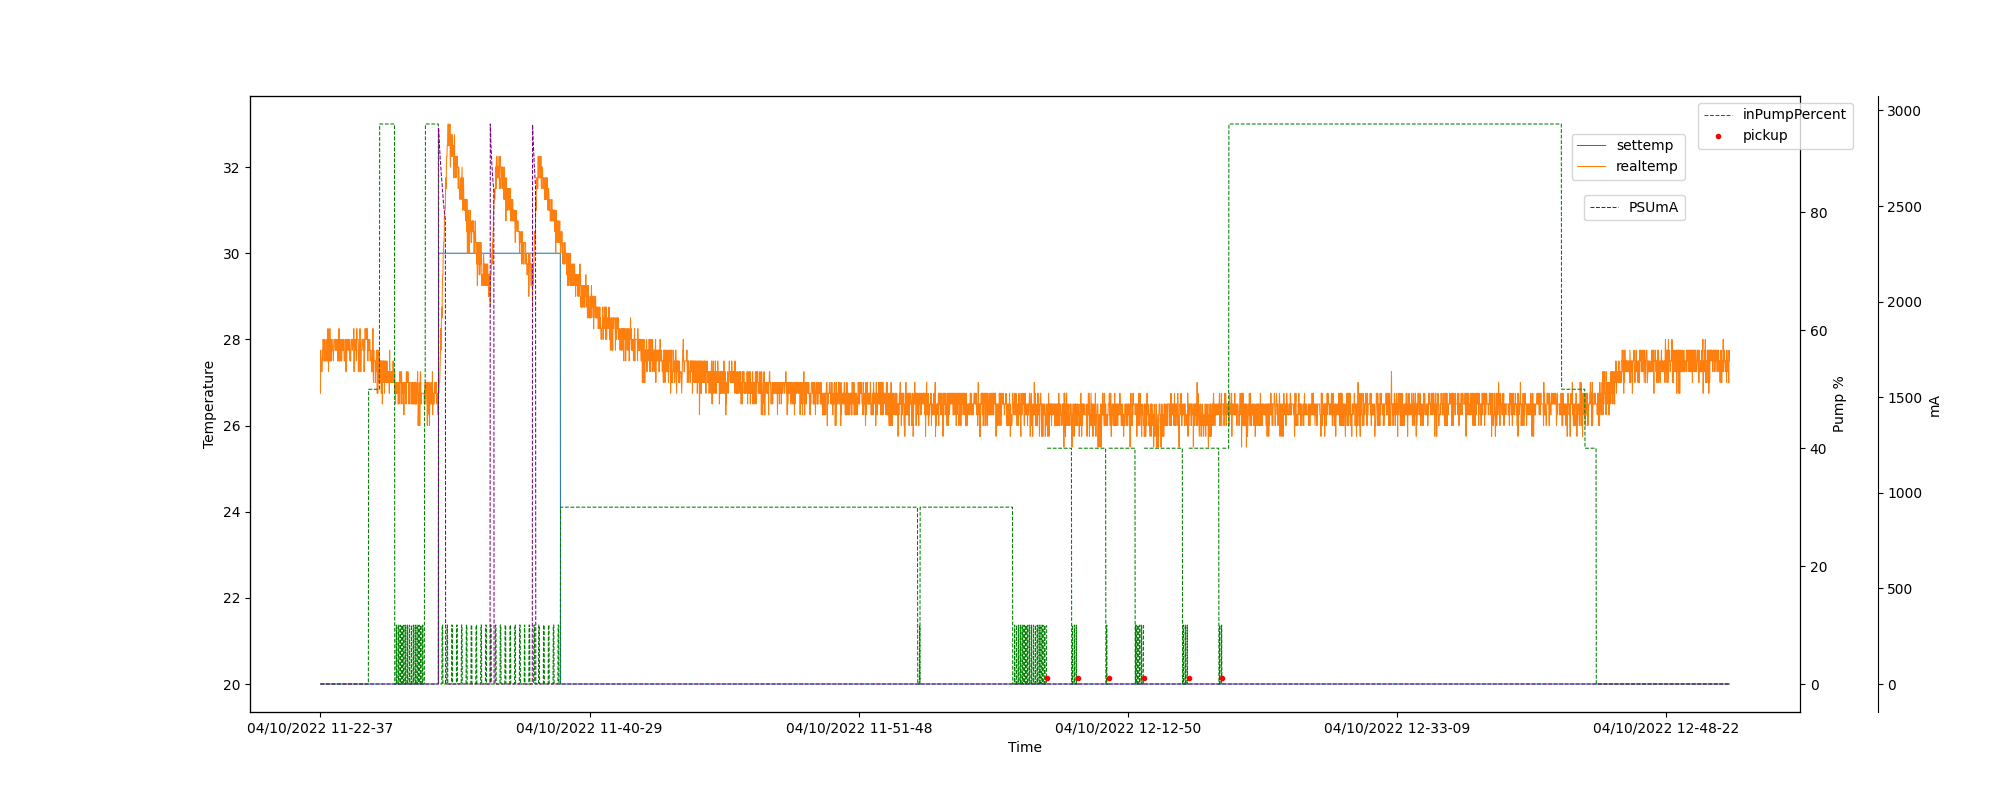 inPumpPercent
pickup
settemp
realtemp
PSUmA
32
30
28
26
24
22
20
Temperature
80
60
40
20
0
Pump %
3000
2500
2000
1500
1000
500
0
mA
04/10/2022 11-22-37
04/10/2022 11-40-29
04/10/2022 11-51-48
04/10/2022 12-12-50
04/10/2022 12-33-09
04/10/2022 12-48-22
Time